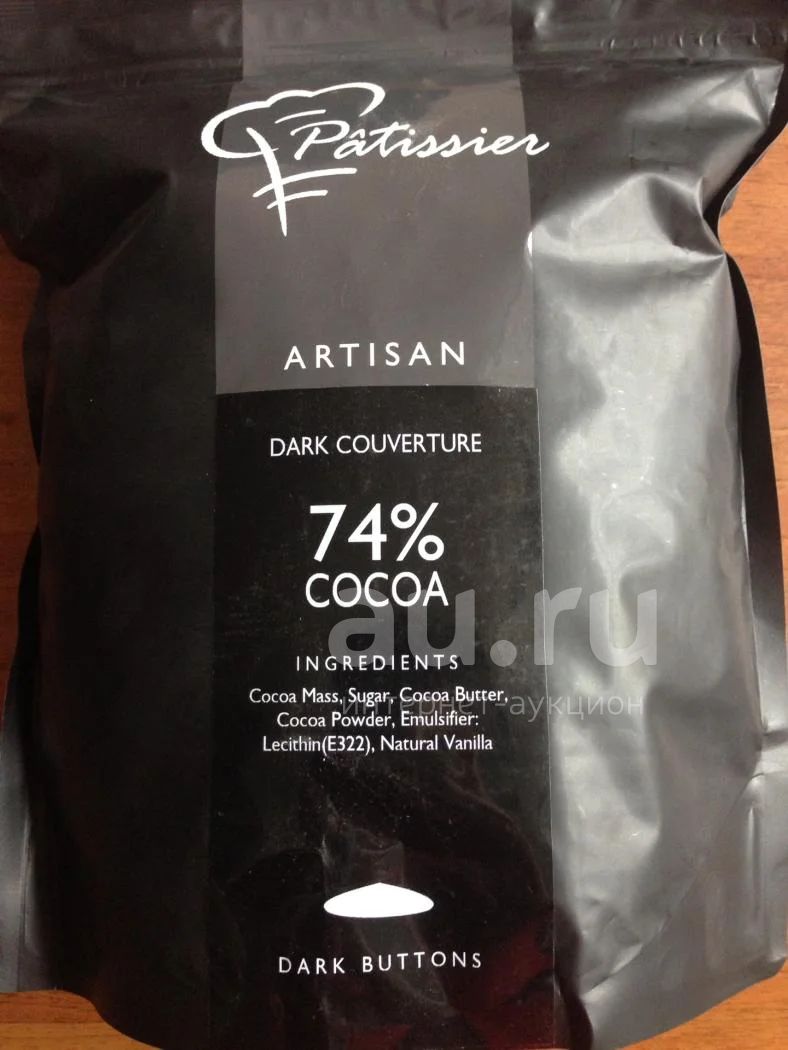 Pâtissier
ARTISAN
DARK COUVERTURE
74%
COCOA
au.ru
INGREDIENTS
интернет-аукцион
Cocoa Mass, Sugar, Cocoa Butter,
Cocoa Powder, Emulsifier:
Lecithin(E322), Natural Vanilla
DARK BUTTONS